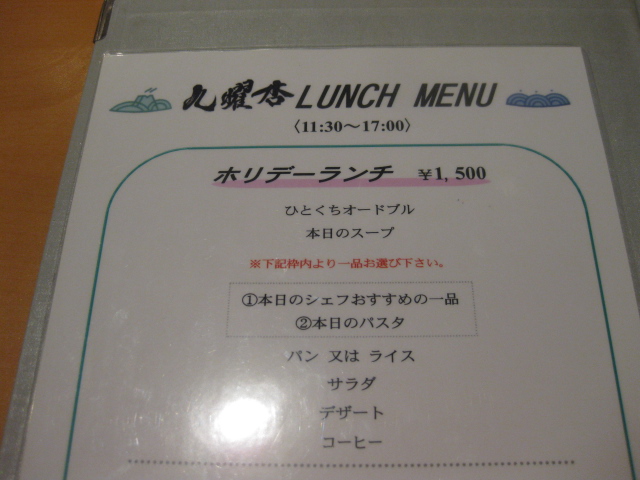 九曜杏 LUNCH MENU
〈11:30～17:00〉
ホリデーランチ ￥1,500
ひとくちオードブル
本日のスープ
※下記枠内より一品お選び下さい。
①本日のシェフおすすめの一品
②本日のパスタ
パン 又は ライス
サラダ
デザート
コーヒー